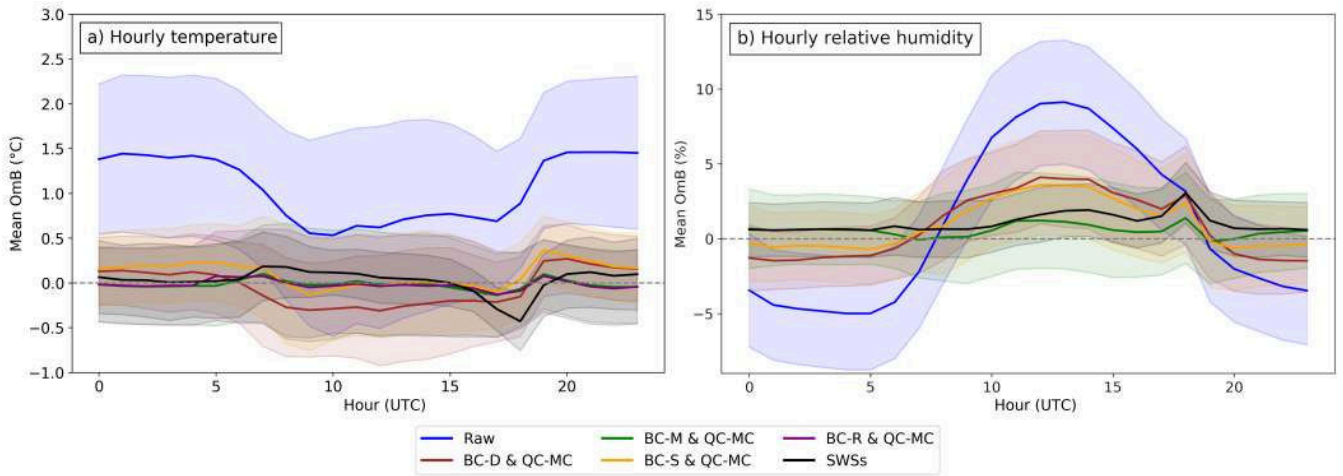 a) Hourly temperature
3.0
2.5
2.0
1.5
1.0
0.5
0.0
−0.5
−1.0
Mean OmB (°C)
0 5 10 15 20
Hour (UTC)
b) Hourly relative humidity
15
10
5
0
−5
Mean OmB (%)
0 5 10 15 20
Hour (UTC)
Raw BC-M & QC-MC BC-R & QC-MC
BC-D & QC-MC BC-S & QC-MC SWSs